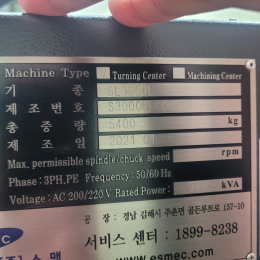 Machine Type ☑ Turning Center □ Machining Center
기 종 SL3000
제 조 번 호
총 중 량 5400 kg
제 조 일 2021.
Max. permissible spindle/chuck speed rpm
Phase : 3PH,PE Frequency : 50/60 Hz
Voltage : AC 200/220 V Rated Power kVA
공 장 : 경남 김해시 주촌면 골든루트로 157-10
서비스 센터 : 1899-8238
www.esmec.com